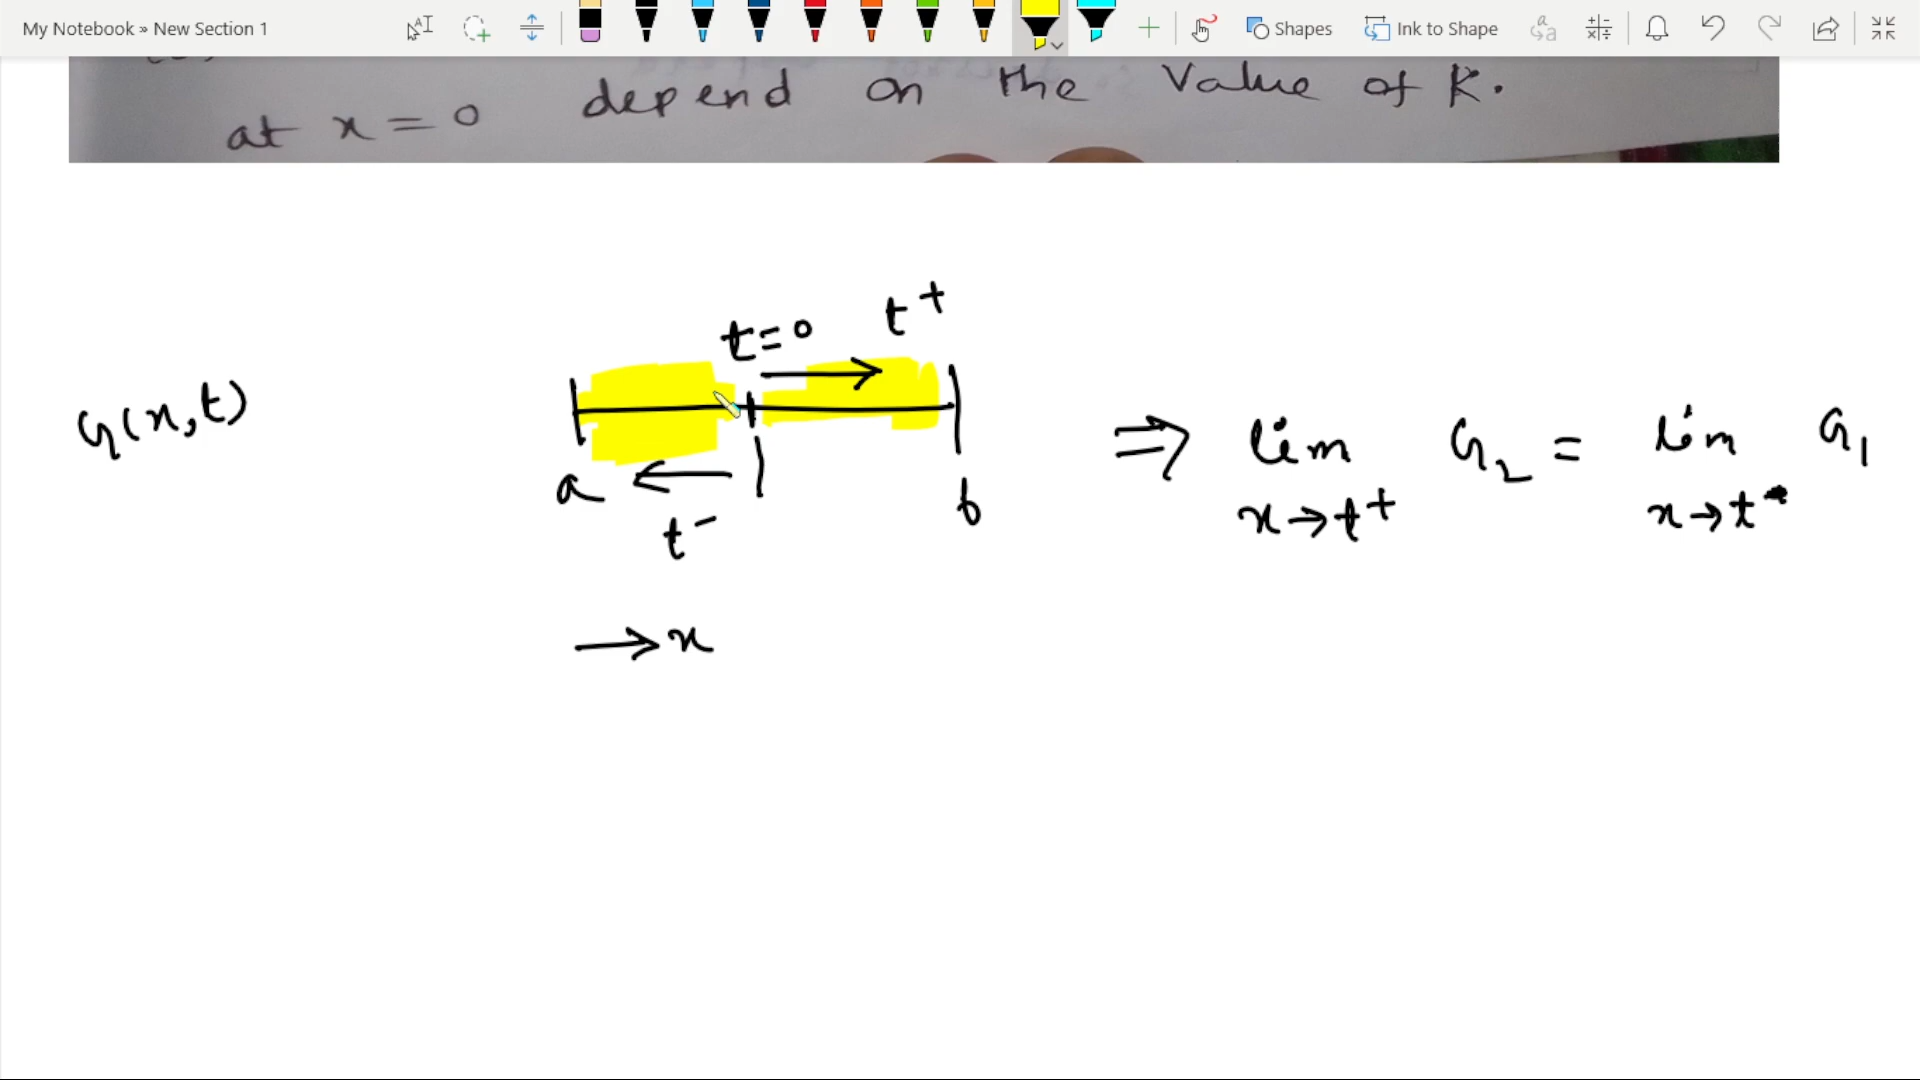 My Notebook » New Section 1
Shapes
Ink to Shape
at x = 0 depend on the value of K.
t=0 t+
G(x,t)
a t- b
→ x
⇒ lim G2 = lim G1
x→t+ x→t-